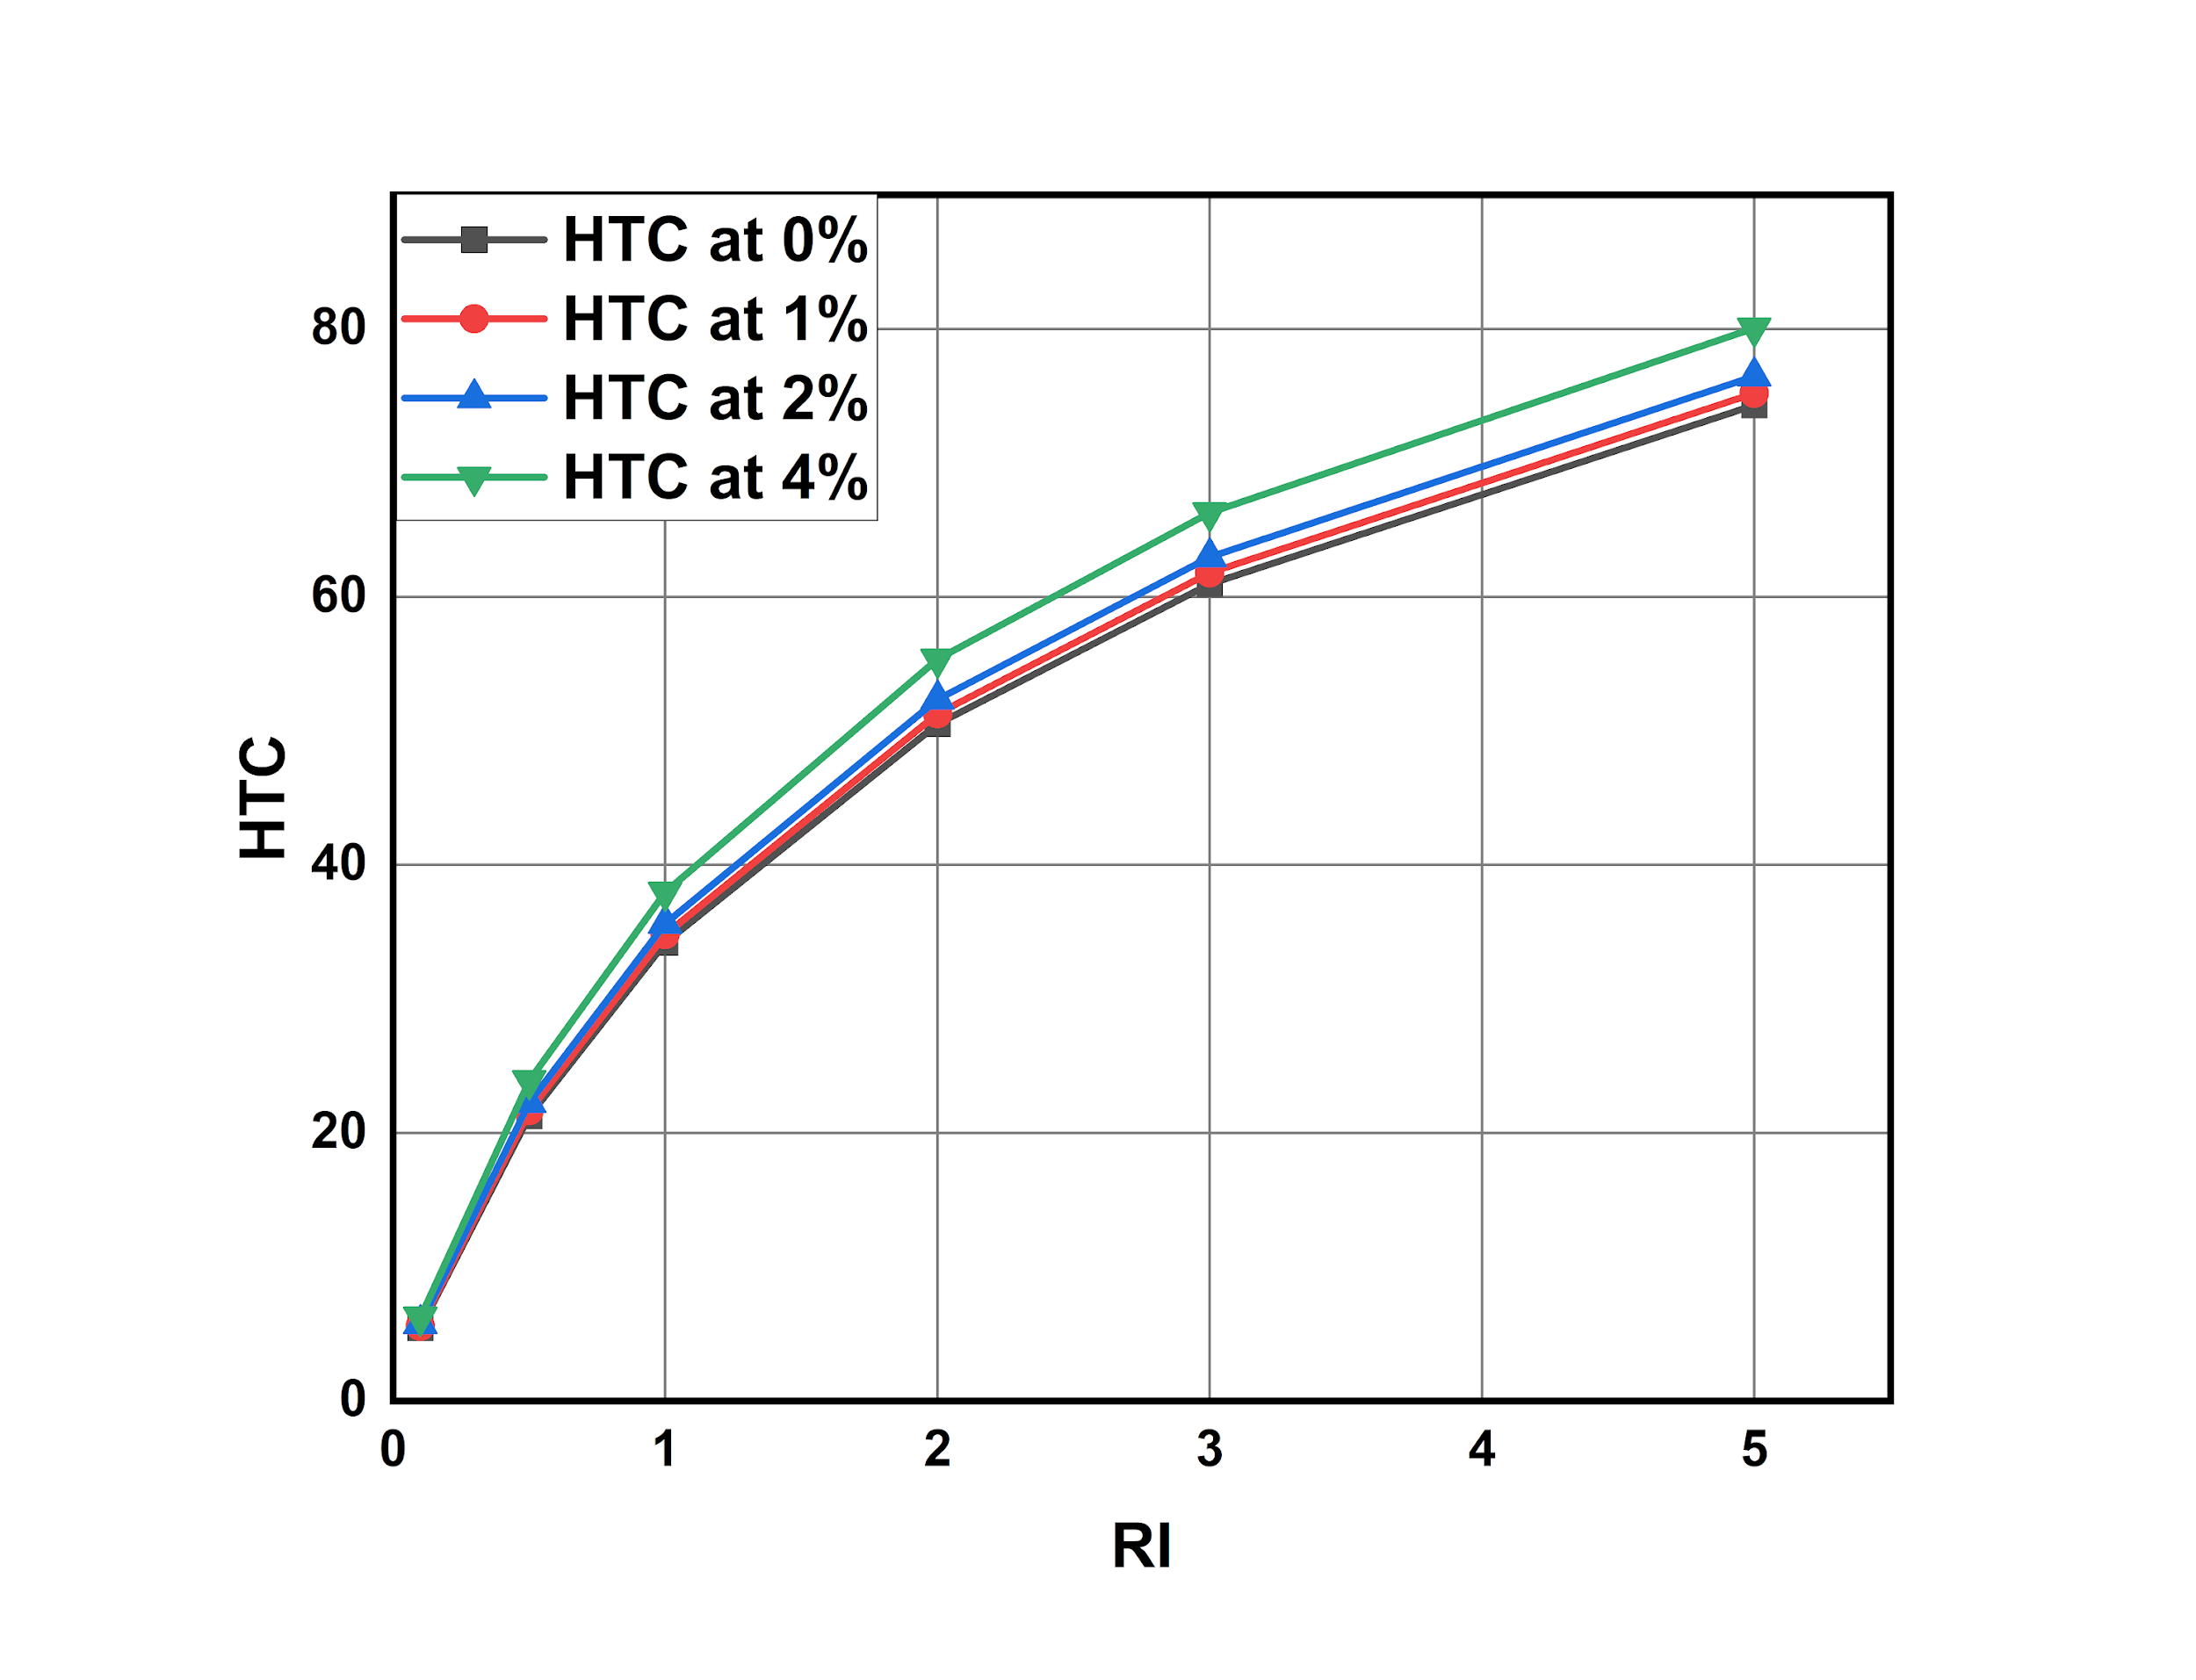 HTC at 0%
HTC at 1%
HTC at 2%
HTC at 4%
80
60
40
20
0
HTC
0 1 2 3 4 5
RI